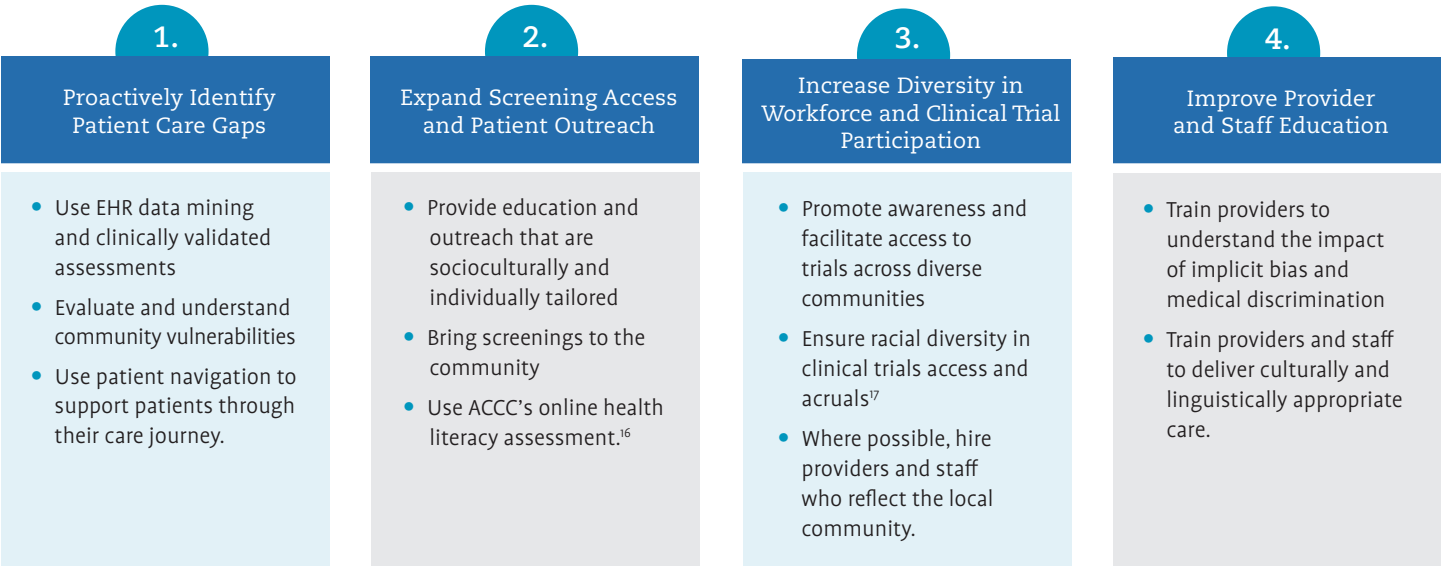 1.
Proactively Identify
Patient Care Gaps
• Use EHR data mining
and clinically validated
assessments
• Evaluate and understand
community vulnerabilities
• Use patient navigation to
support patients through
their care journey.
2.
Expand Screening Access
and Patient Outreach
• Provide education and
outreach that are
socioculturally and
individually tailored
• Bring screenings to the
community
• Use ACCC’s online health
literacy assessment.¹⁶
3.
Increase Diversity in
Workforce and Clinical Trial
Participation
• Promote awareness and
facilitate access to
trials across diverse
communities
• Ensure racial diversity in
clinical trials access and
acruals¹⁷
• Where possible, hire
providers and staff
who reflect the local
community.
4.
Improve Provider
and Staff Education
• Train providers to
understand the impact
of implicit bias and
medical discrimination
• Train providers and staff
to deliver culturally and
linguistically appropriate
care.